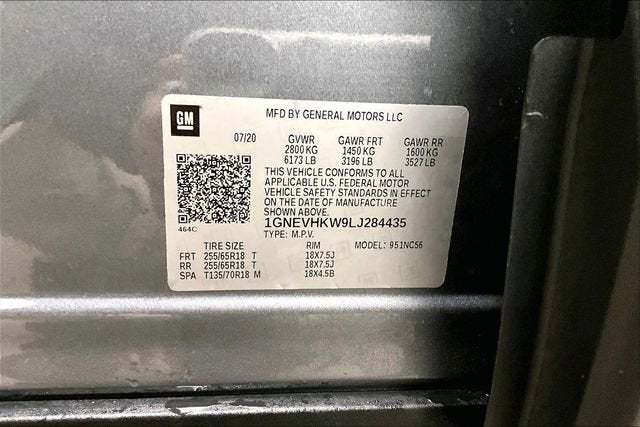 GM
MFD BY GENERAL MOTORS LLC
07/20 GVWR GAWR FRT GAWR RR
2800 KG 1450 KG 1600 KG
6173 LB 3196 LB 3527 LB
THIS VEHICLE CONFORMS TO ALL
APPLICABLE U.S. FEDERAL MOTOR
VEHICLE SAFETY STANDARDS IN EFFECT
ON THE DATE OF MANUFACTURE
SHOWN ABOVE.
464C 1GNEVHKW9LJ284435
TYPE: M.P.V.
TIRE SIZE RIM MODEL: 951NC56
FRT 255/65R18 T 18X7.5J
RR 255/65R18 T 18X7.5J
SPA T135/70R18 M 18X4.5B